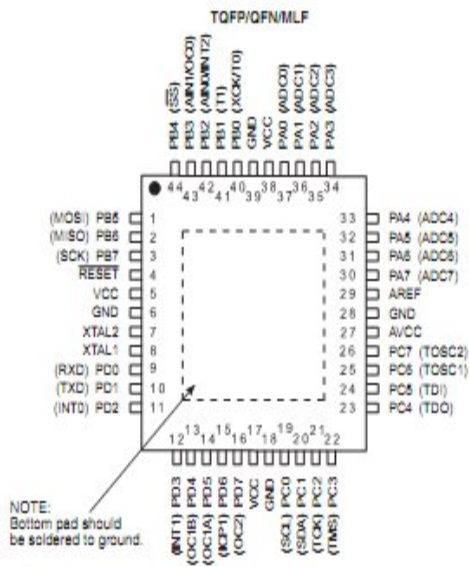 TQFP/QFN/MLF
PB4 (SS)
PB3 (AIN1/OC0)
PB2 (AIN0/INT2)
PB1 (T1)
PB0 (XCK/T0)
GND
VCC
PA0 (ADC0)
PA1 (ADC1)
PA2 (ADC2)
PA3 (ADC3)
44 43 42 41 40 39 38 37 36 35 34
(MOSI) PB5 1
(MISO) PB6 2
(SCK) PB7 3
RESET 4
VCC 5
GND 6
XTAL2 7
XTAL1 8
(RXD) PD0 9
(TXD) PD1 10
(INT0) PD2 11
33 PA4 (ADC4)
32 PA5 (ADC5)
31 PA6 (ADC6)
30 PA7 (ADC7)
29 AREF
28 GND
27 AVCC
26 PC7 (TOSC2)
25 PC6 (TOSC1)
24 PC5 (TDI)
23 PC4 (TDO)
12 13 14 15 16 17 18 19 20 21 22
(INT1) PD3
(OC1B) PD4
(OC1A) PD5
(ICP1) PD6
(OC2) PD7
VCC
GND
(SCL) PC0
(SDA) PC1
(TCK) PC2
(TMS) PC3
NOTE:
Bottom pad should
be soldered to ground.